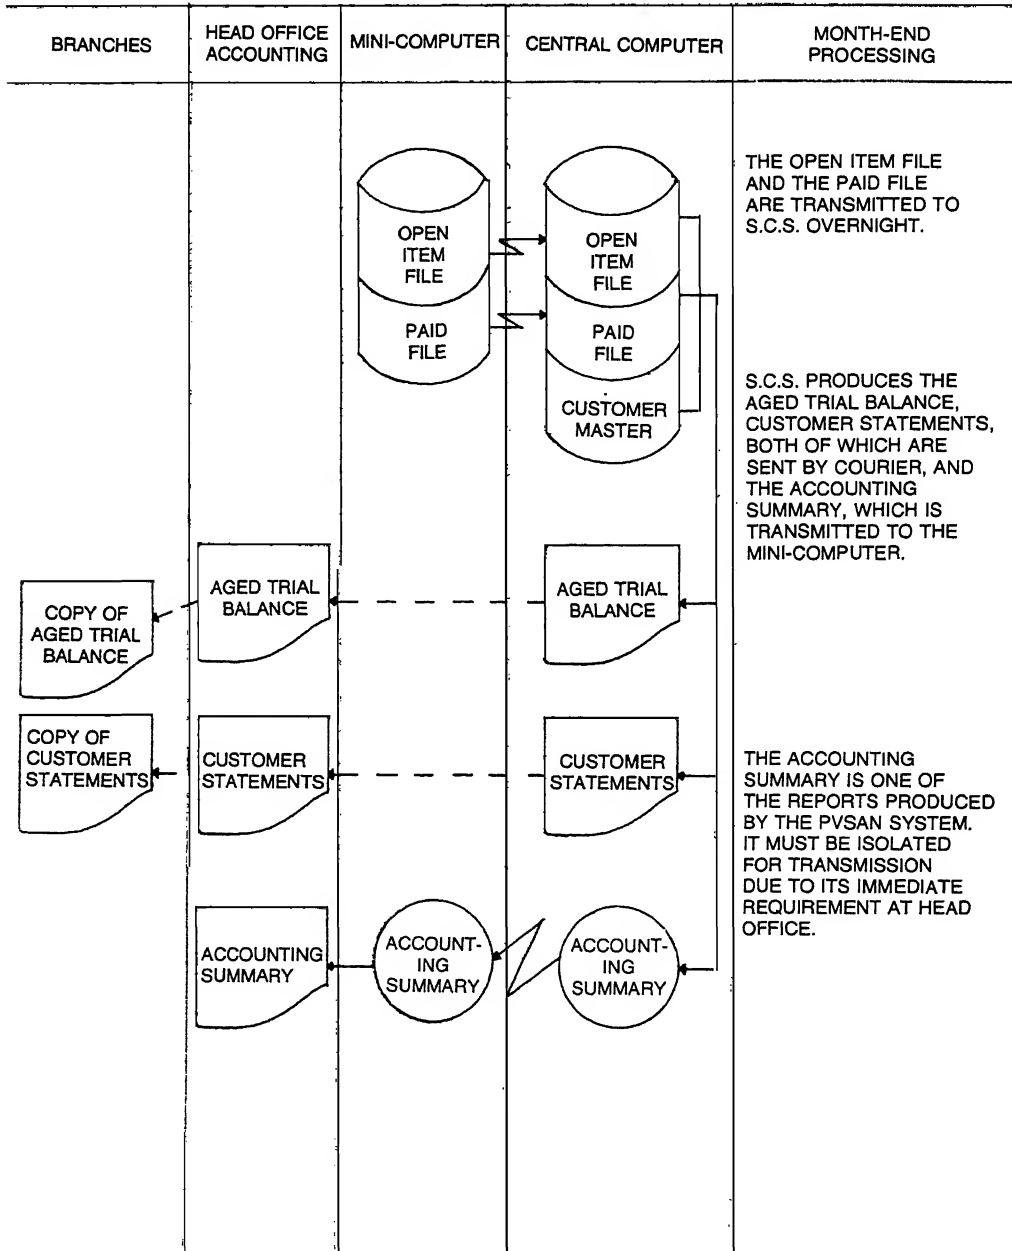 BRANCHES
HEAD OFFICE
ACCOUNTING
MINI-COMPUTER
CENTRAL COMPUTER
MONTH-END
PROCESSING
OPEN
ITEM
FILE
PAID
FILE
OPEN
ITEM
FILE
PAID
FILE
CUSTOMER
MASTER
THE OPEN ITEM FILE
AND THE PAID FILE
ARE TRANSMITTED TO
S.C.S. OVERNIGHT.
S.C.S. PRODUCES THE
AGED TRIAL BALANCE,
CUSTOMER STATEMENTS,
BOTH OF WHICH ARE
SENT BY COURIER, AND
THE ACCOUNTING
SUMMARY, WHICH IS
TRANSMITTED TO THE
MINI-COMPUTER.
COPY OF
AGED TRIAL
BALANCE
AGED TRIAL
BALANCE
AGED TRIAL
BALANCE
COPY OF
CUSTOMER
STATEMENTS
CUSTOMER
STATEMENTS
CUSTOMER
STATEMENTS
THE ACCOUNTING
SUMMARY IS ONE OF
THE REPORTS PRODUCED
BY THE PVSAN SYSTEM.
IT MUST BE ISOLATED
FOR TRANSMISSION
DUE TO ITS IMMEDIATE
REQUIREMENT AT HEAD
OFFICE.
ACCOUNTING
SUMMARY
ACCOUNT-
ING
SUMMARY
ACCOUNT-
ING
SUMMARY